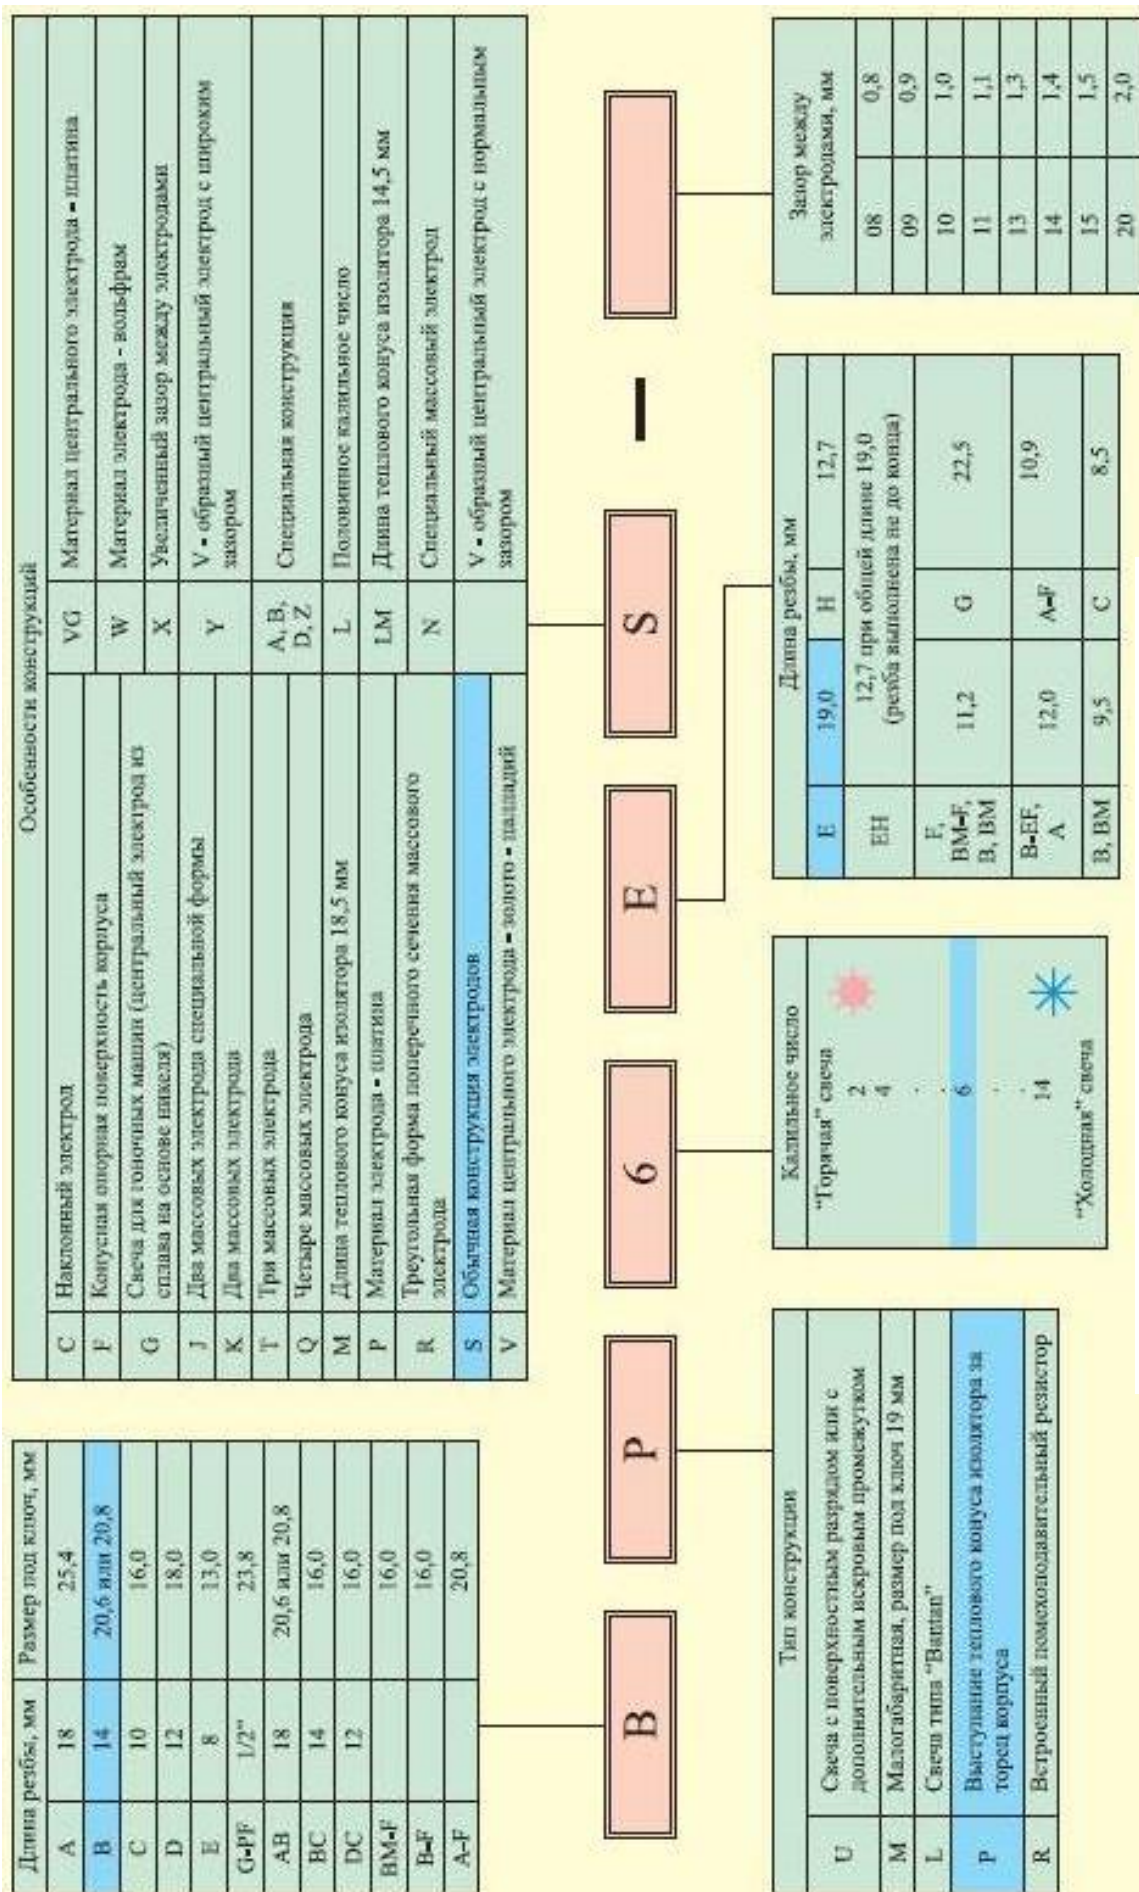 Длина резьбы, мм Размер под ключ, мм
A 18 25,4
B 14 20,6 или 20,8
C 10 16,0
D 12 18,0
E 8 13,0
G-PF 1/2" 23,8
AB 18 20,6 или 20,8
BC 14 16,0
DC 12 16,0
BM-F 16,0
B-F 16,0
A-F 20,8
Особенности конструкций
C Наклонный электрод
F Конусная опорная поверхность корпуса
G Свеча для гоночных машин (центральный электрод из
сплава на основе никеля)
J Два массовых электрода специальной формы
K Два массовых электрода
T Три массовых электрода
Q Четыре массовых электрода
M Длина теплового конуса изолятора 18,5 мм
P Материал электрода - платина
R Треугольная форма поперечного сечения массового
электрода
S Обычная конструкция электродов
V Материал центрального электрода - золото - палладий
VG Материал центрального электрода - платина
W Материал электрода - вольфрам
X Увеличенный зазор между электродами
Y V - образный центральный электрод с широким
зазором
A, B,
D, Z Специальная конструкция
L Половинное калильное число
LM Длина теплового конуса изолятора 14,5 мм
N Специальный массовый электрод
V - образный центральный электрод с нормальным
зазором
B P 6 E S –
Тип конструкции
U Свеча с поверхностным разрядом или с
дополнительным искровым промежутком
M Малогабаритная, размер под ключ 19 мм
L Свеча типа "Bantan"
P Выступание теплового конуса изолятора за
торец корпуса
R Встроенный помехоподавительный резистор
Калильное число
"Горячая" свеча
2
4
.
.
6
.
.
14
"Холодная" свеча
Длина резьбы, мм
E 19,0 H 12,7
EH 12,7 при общей длине 19,0
(резьба выполнена не до конца)
F,
BM-F,
B, BM 11,2 G 22,5
B-EF,
A 12,0 A-F 10,9
B, BM 9,5 C 8,5
Зазор между
электродами, мм
08 0,8
09 0,9
10 1,0
11 1,1
13 1,3
14 1,4
15 1,5
20 2,0